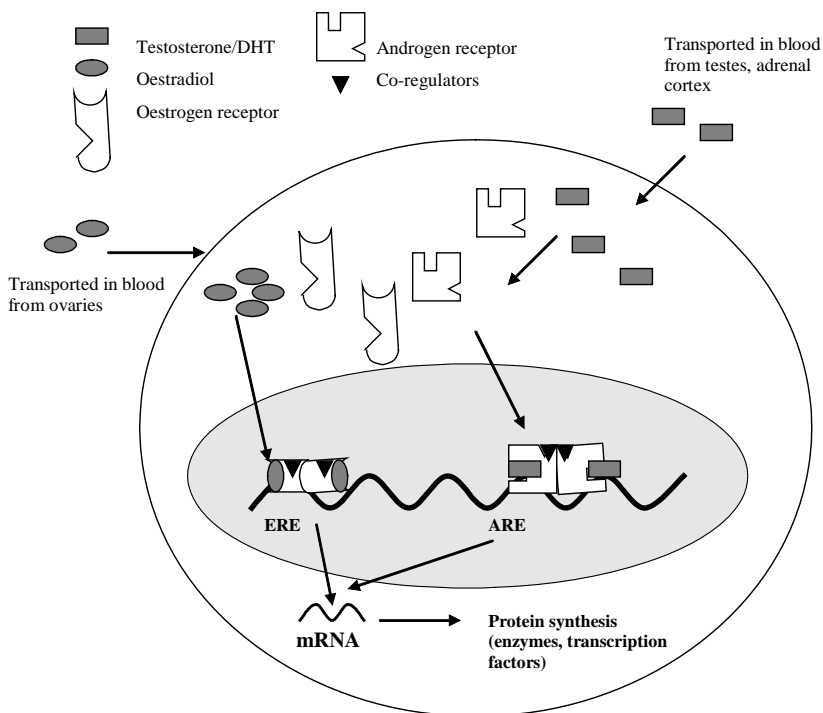 Testosterone/DHT
Oestradiol
Oestrogen receptor
Androgen receptor
Co-regulators
Transported in blood
from testes, adrenal
cortex
Transported in blood
from ovaries
ERE
ARE
mRNA
Protein synthesis
(enzymes, transcription
factors)